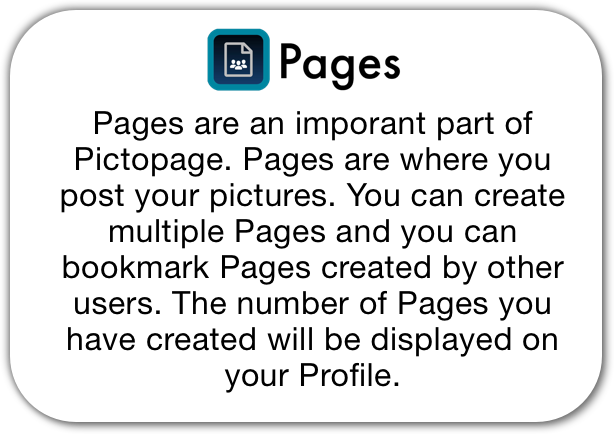 Pages
Pages are an imporant part of
Pictopage. Pages are where you
post your pictures. You can create
multiple Pages and you can
bookmark Pages created by other
users. The number of Pages you
have created will be displayed on
your Profile.